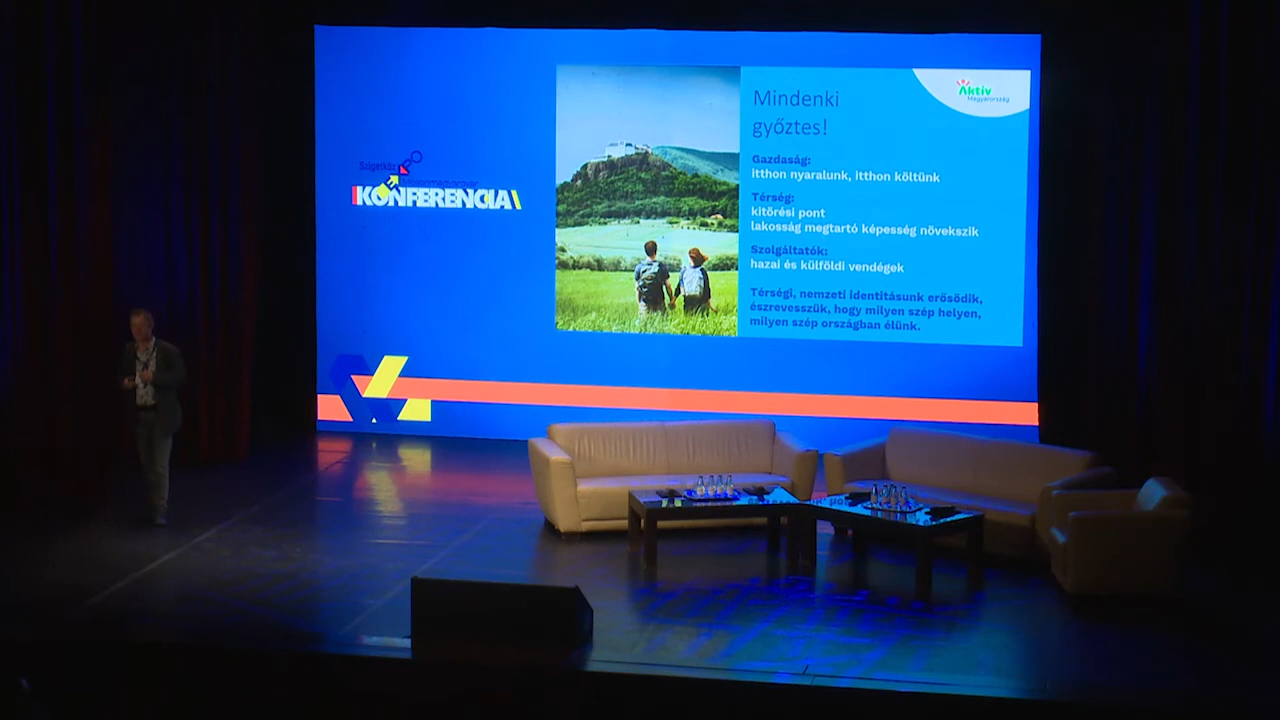 Szigetköz
EXPO
KONFERENCIA
Aktív
Magyarország
Mindenki
győztes!
Gazdaság:
itthon nyaralunk, itthon költünk
Térség:
kitörési pont
lakosság megtartó képesség növekszik
Szolgáltatók:
hazai és külföldi vendégek
Térségi, nemzeti identitásunk erősödik,
észrevesszük, hogy milyen szép helyen,
milyen szép országban élünk.